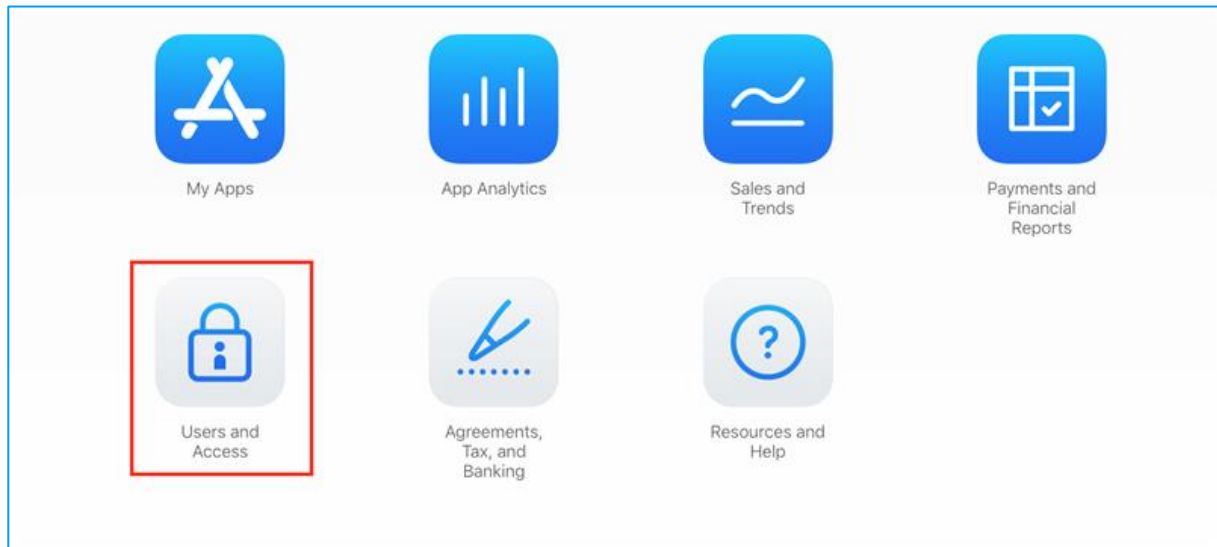 My Apps
App Analytics
Sales and
Trends
Payments and
Financial
Reports
Users and
Access
Agreements,
Tax, and
Banking
Resources and
Help